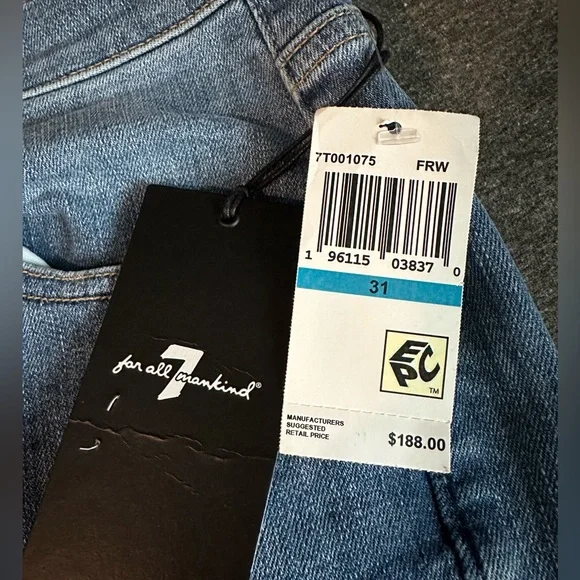 7T001075 FRW
1 96115 03837 0
31
EPC
TM
MANUFACTURERS
SUGGESTED
RETAIL PRICE
$188.00
7
for all mankind®